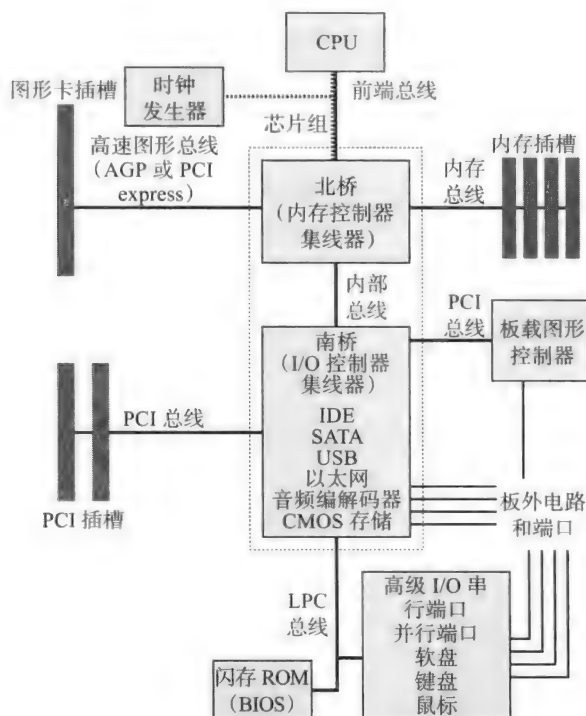 CPU
图形卡插槽
时钟
发生器
前端总线
芯片组
高速图形总线
(AGP 或 PCI
express)
北桥
(内存控制器
集线器)
内存
总线
内存插槽
内部
总线
PCI
总线
板载图形
控制器
南桥
(I/O 控制器
集线器)
IDE
SATA
USB
以太网
音频编解码器
CMOS 存储
PCI 总线
PCI 插槽
板外电路
和端口
LPC
总线
高级 I/O 串
行端口
并行端口
软盘
键盘
鼠标
闪存 ROM
(BIOS)